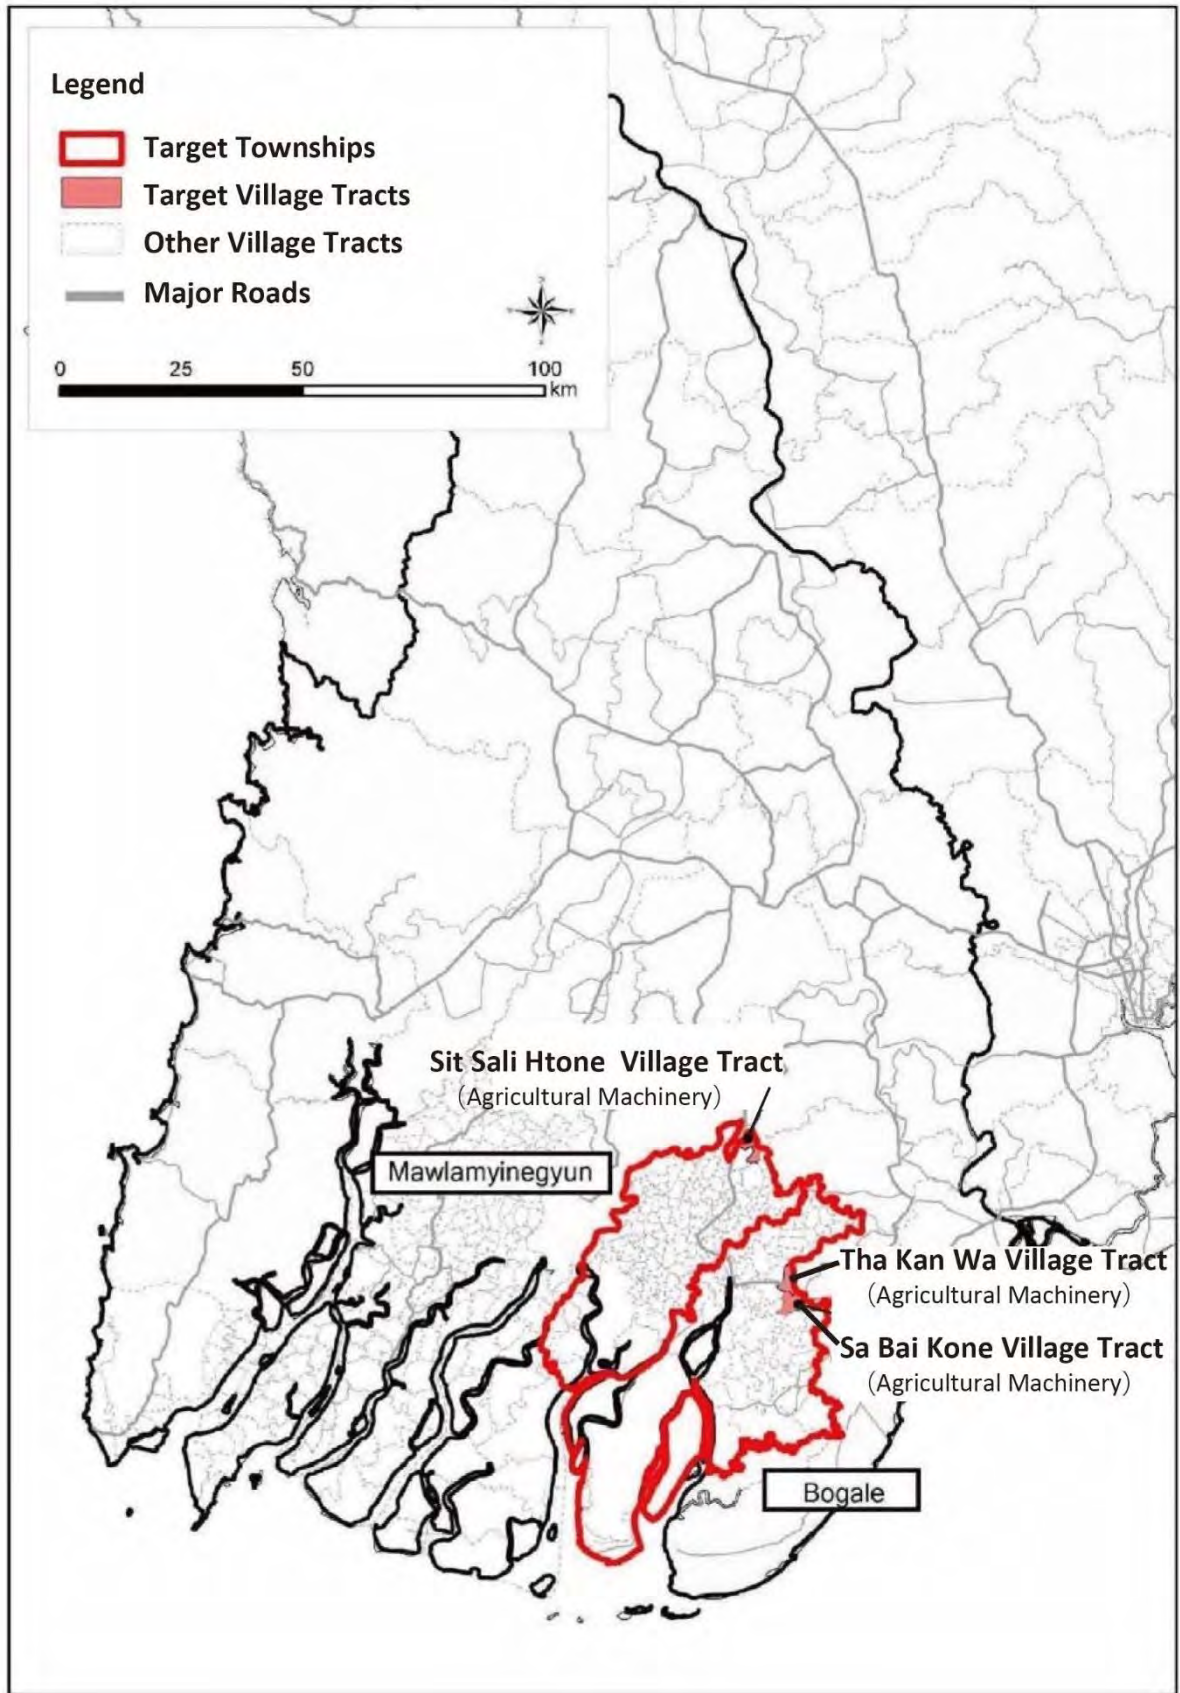 Legend
Target Townships
Target Village Tracts
Other Village Tracts
Major Roads
0 25 50 100
km
Sit Sali Htone Village Tract
(Agricultural Machinery)
Mawlamyinegyun
Tha Kan Wa Village Tract
(Agricultural Machinery)
Sa Bai Kone Village Tract
(Agricultural Machinery)
Bogale